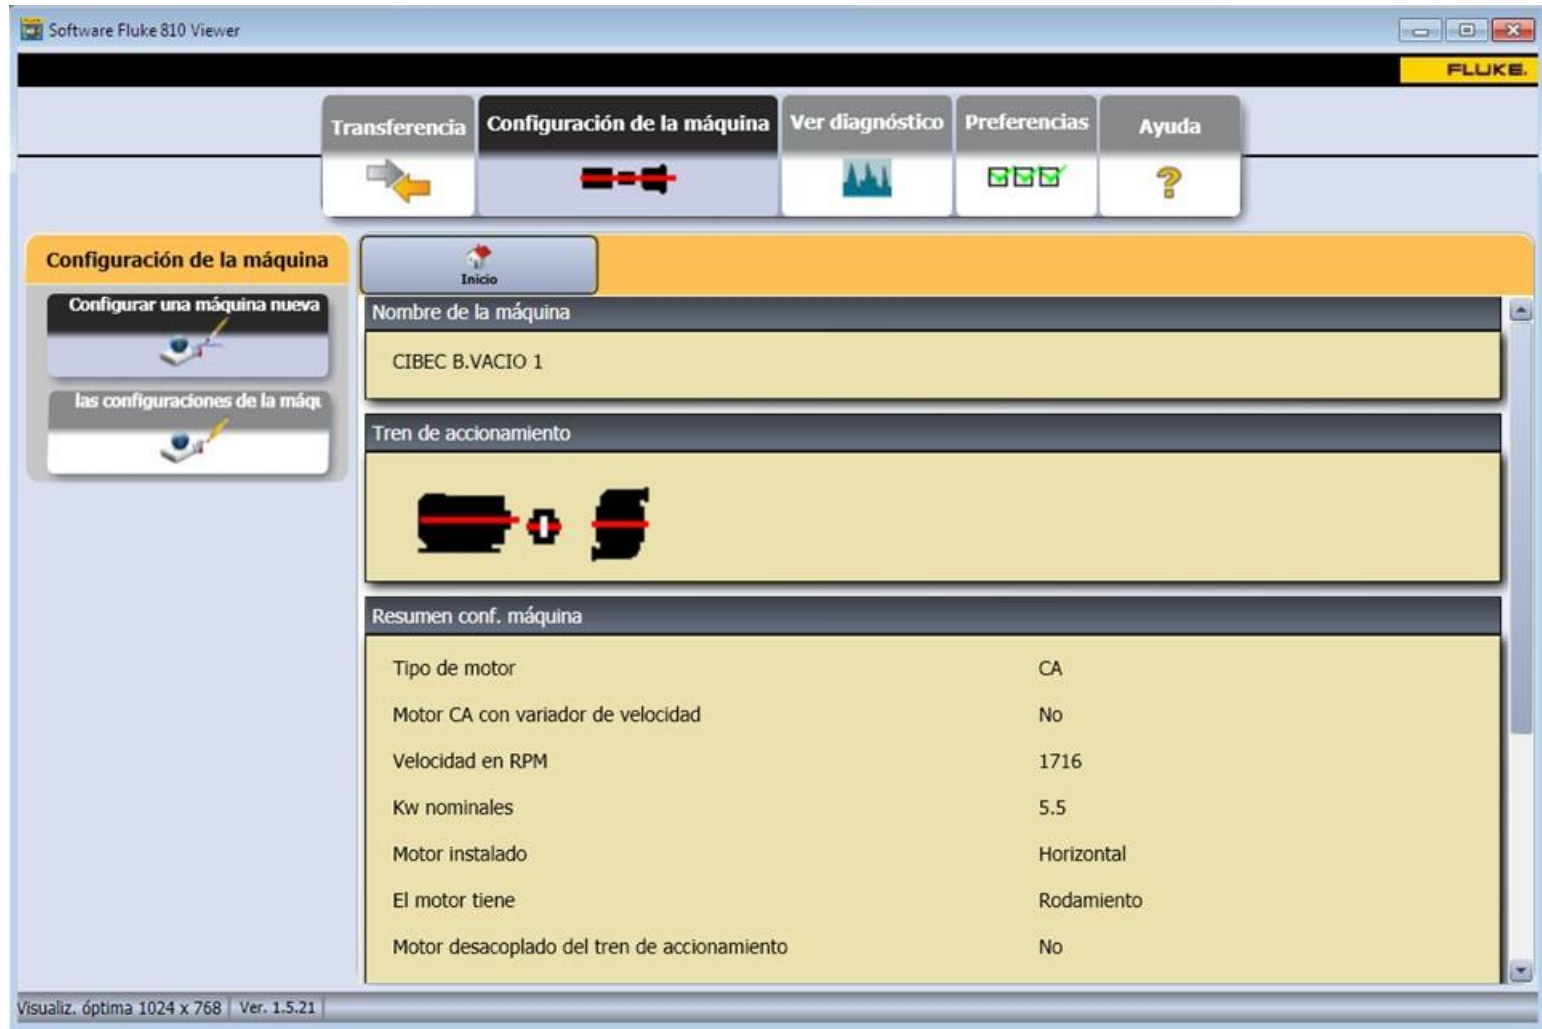 Software Fluke 810 Viewer
FLUKE.
Transferencia
Configuración de la máquina
Ver diagnóstico
Preferencias
Ayuda
?
Configuración de la máquina
Configurar una máquina nueva
las configuraciones de la máqu
Inicio
Nombre de la máquina
CIBEC B.VACIO 1
Tren de accionamiento
Resumen conf. máquina
Tipo de motor CA
Motor CA con variador de velocidad No
Velocidad en RPM 1716
Kw nominales 5.5
Motor instalado Horizontal
El motor tiene Rodamiento
Motor desacoplado del tren de accionamiento No
Visualiz. óptima 1024 x 768 Ver. 1.5.21